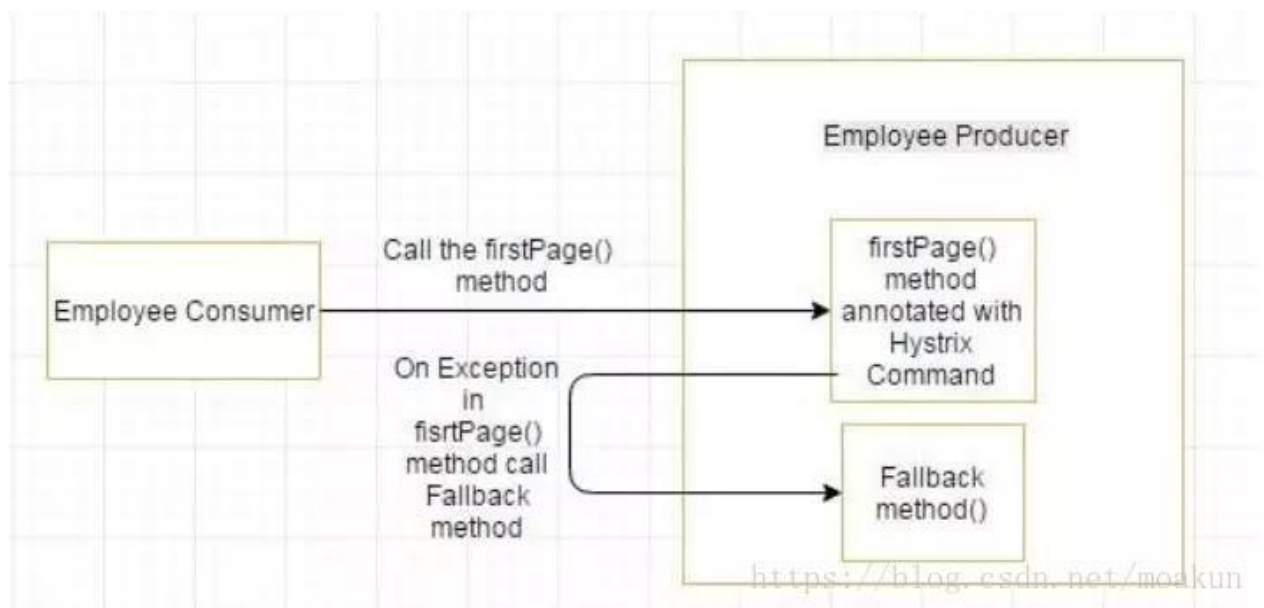 Employee Producer
Call the firstPage()
method
Employee Consumer
firstPage()
method
annotated with
Hystrix
Command
On Exception
in
fisrtPage()
method call
Fallback
method
Fallback
method()
https://blog.csdn.net/moakun